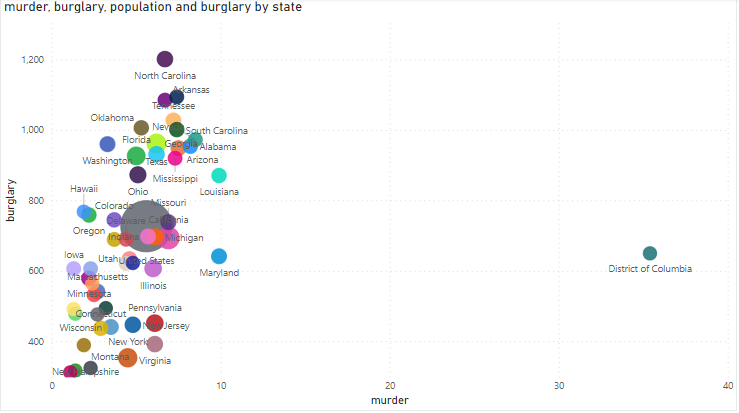 murder, burglary, population and burglary by state
1,200
North Carolina
Arkansas
Tennessee
Oklahoma
1,000
South Carolina
Florida
Georgia
Alabama
Washington
Texas
Arizona
Mississippi
Ohio
Louisiana
Hawaii
800
Colorado
Missouri
Delaware
California
Oregon
Indiana
Michigan
burglary
Iowa
Utah
United States
600
Maryland
District of Columbia
Massachusetts
Illinois
Minnesota
Connecticut
Pennsylvania
Wisconsin
New Jersey
400
New York
Montana
Virginia
0
10
20
30
40
murder